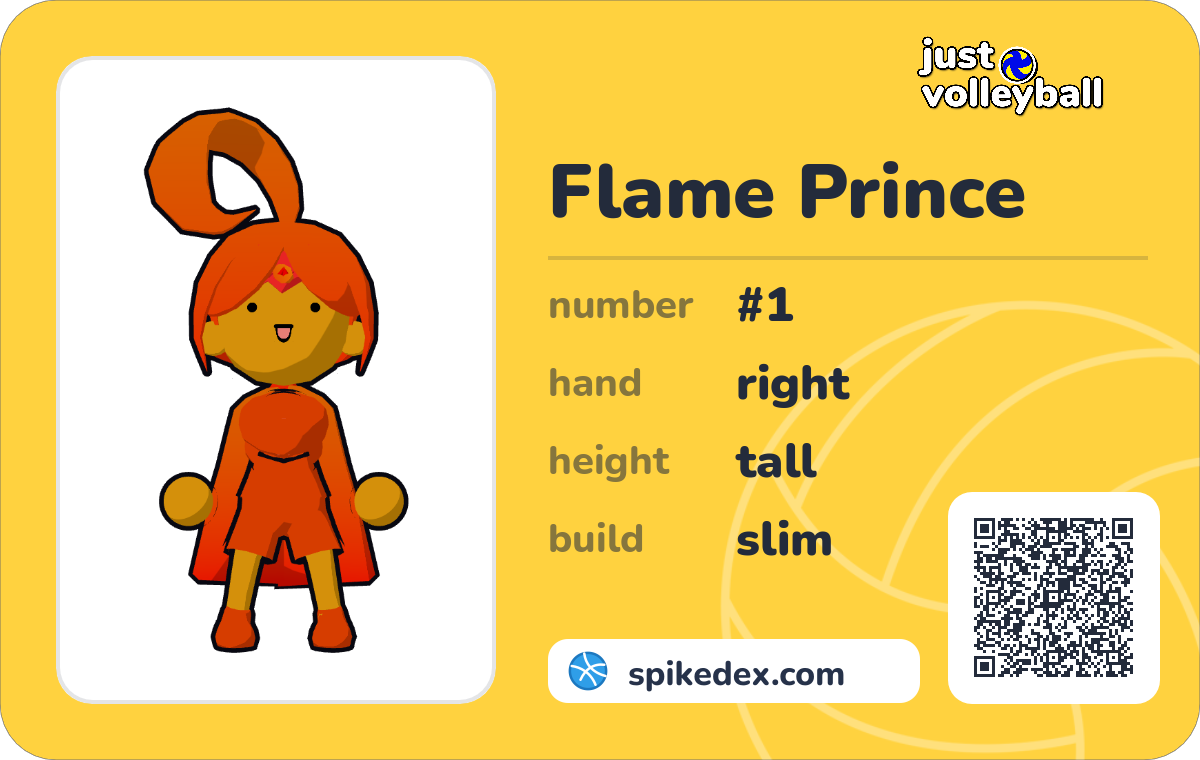 just
volleyball
Flame Prince
number #1
hand right
height tall
build slim
spikedex.com